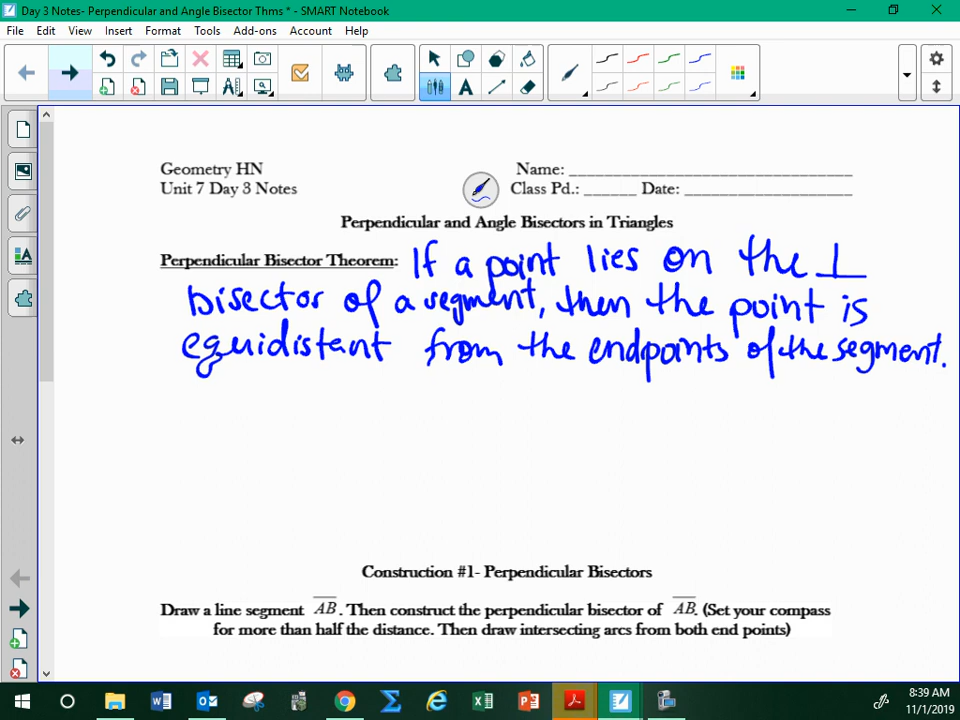 Day 3 Notes- Perpendicular and Angle Bisector Thms * - SMART Notebook
File Edit View Insert Format Tools Add-ons Account Help
Geometry HN Name: ______________________________
Unit 7 Day 3 Notes Class Pd.: ______ Date: __________________
Perpendicular and Angle Bisectors in Triangles
Perpendicular Bisector Theorem: If a point lies on the ⊥
bisector of a segment, then the point is
equidistant from the endpoints of the segment.
Construction #1- Perpendicular Bisectors
Draw a line segment A̅B̅. Then construct the perpendicular bisector of A̅B̅. (Set your compass
for more than half the distance. Then draw intersecting arcs from both end points)
8:39 AM
11/1/2019